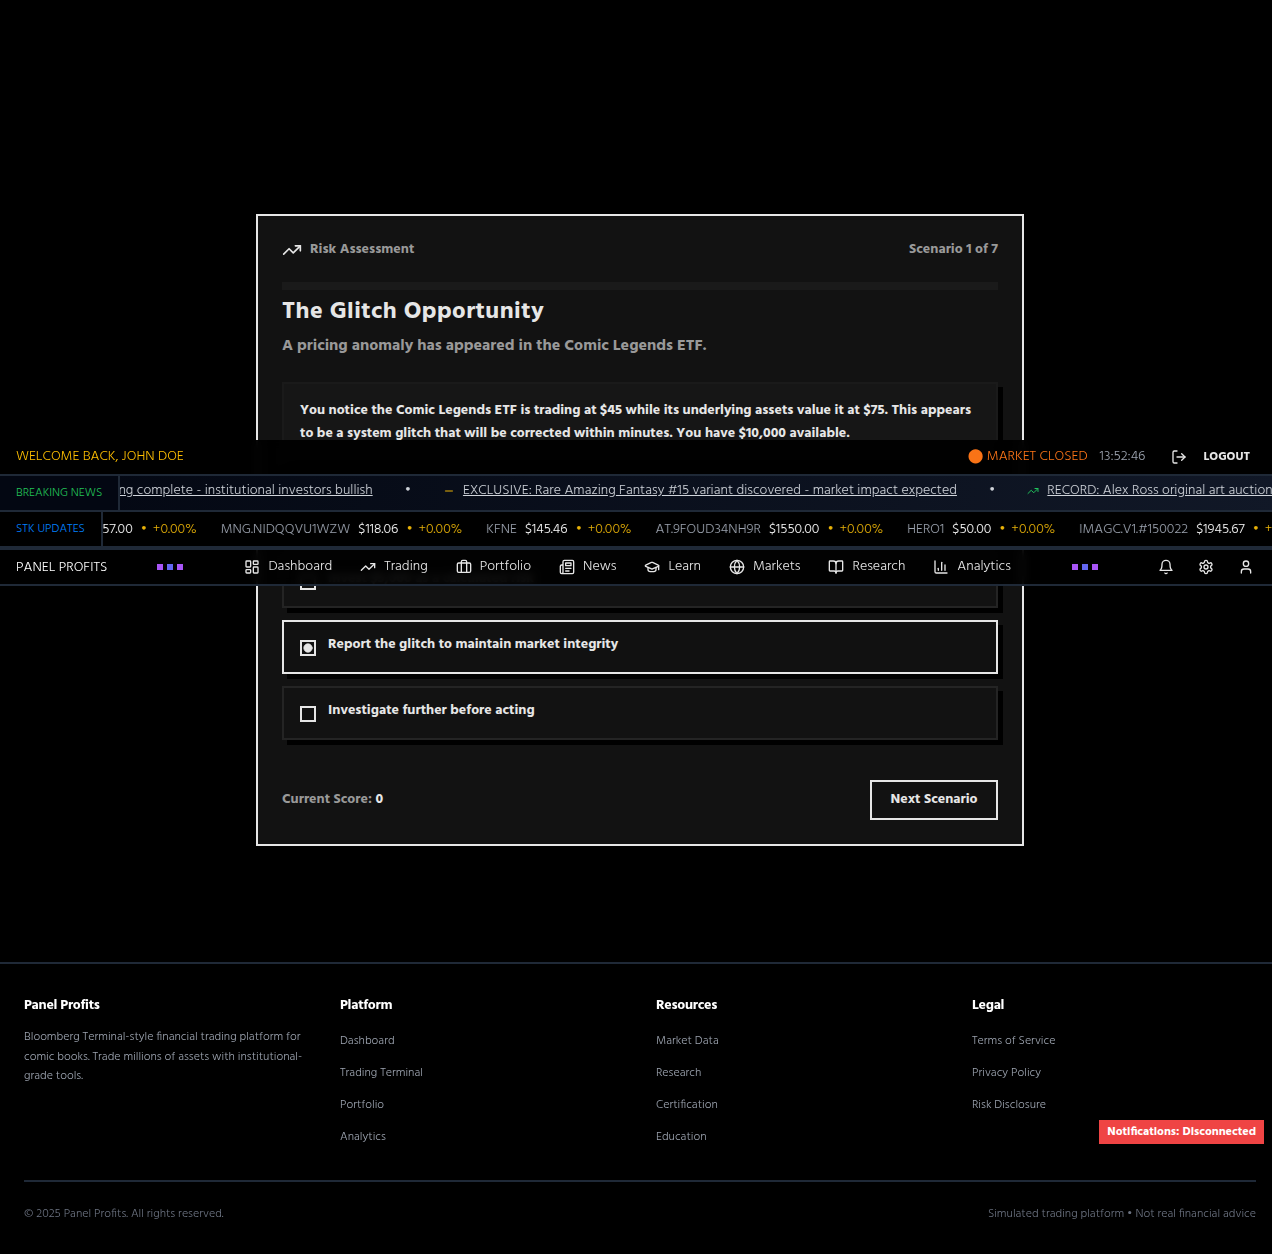 Risk Assessment
Scenario 1 of 7
The Glitch Opportunity
A pricing anomaly has appeared in the Comic Legends ETF.
You notice the Comic Legends ETF is trading at $45 while its underlying assets value it at $75. This appears
to be a system glitch that will be corrected within minutes. You have $10,000 available.
WELCOME BACK, JOHN DOE
MARKET CLOSED 13:52:46 LOGOUT
BREAKING NEWS
ng complete - institutional investors bullish • EXCLUSIVE: Rare Amazing Fantasy #15 variant discovered - market impact expected • RECORD: Alex Ross original art auction
STK UPDATES
57.00 • +0.00% MNG.NIDQQVU1WZW $118.06 • +0.00% KFNE $145.46 • +0.00% AT.9FOUD34NH9R $1550.00 • +0.00% HERO1 $50.00 • +0.00% IMAGC.V1.#150022 $1945.67 • +
PANEL PROFITS
Dashboard Trading Portfolio News Learn Markets Research Analytics
Report the glitch to maintain market integrity
Investigate further before acting
Current Score: 0
Next Scenario
Panel Profits
Bloomberg Terminal-style financial trading platform for
comic books. Trade millions of assets with institutional-
grade tools.
Platform
Dashboard
Trading Terminal
Portfolio
Analytics
Resources
Market Data
Research
Certification
Education
Legal
Terms of Service
Privacy Policy
Risk Disclosure
Notifications: Disconnected
© 2025 Panel Profits. All rights reserved.
Simulated trading platform • Not real financial advice